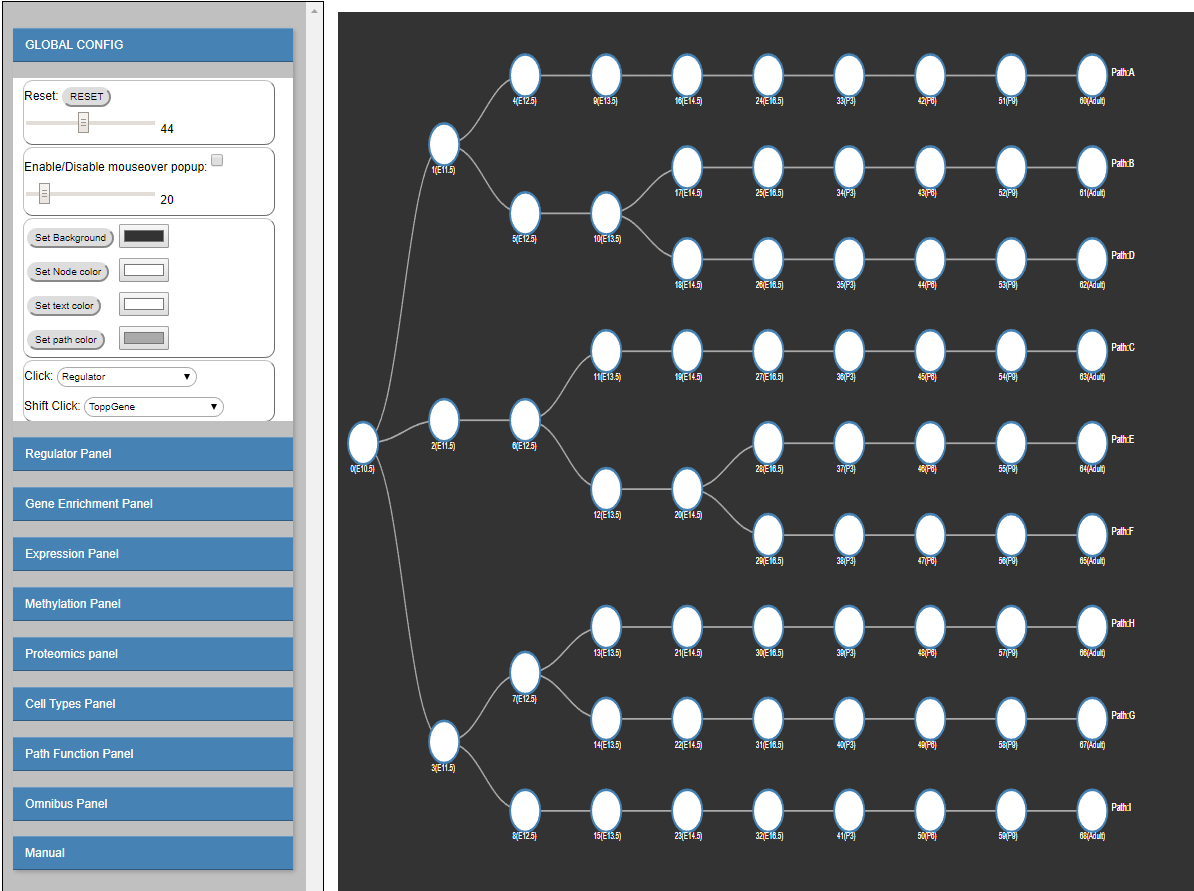 GLOBAL CONFIG
Reset: RESET
44
Enable/Disable mouseover popup:
20
Set Background
Set Node color
Set text color
Set path color
Click: Regulator
Shift Click: ToppGene
Regulator Panel
Gene Enrichment Panel
Expression Panel
Methylation Panel
Proteomics panel
Cell Types Panel
Path Function Panel
Omnibus Panel
Manual
Path:A
4(E12.5) 9(E13.5) 16(E14.5) 24(E16.5) 33(P3) 42(P6) 51(P9) 60(Adult)
1(E11.5)
Path:B
17(E14.5) 25(E16.5) 34(P3) 43(P6) 52(P9) 61(Adult)
5(E12.5) 10(E13.5)
Path:D
18(E14.5) 26(E16.5) 35(P3) 44(P6) 53(P9) 62(Adult)
Path:C
11(E13.5) 19(E14.5) 27(E16.5) 36(P3) 45(P6) 54(P9) 63(Adult)
2(E11.5) 6(E12.5)
Path:E
0(E10.5) 28(E16.5) 37(P3) 46(P6) 55(P9) 64(Adult)
12(E13.5) 20(E14.5)
Path:F
29(E16.5) 38(P3) 47(P6) 56(P9) 65(Adult)
Path:H
13(E13.5) 21(E14.5) 30(E16.5) 39(P3) 48(P6) 57(P9) 66(Adult)
7(E12.5)
Path:G
14(E13.5) 22(E14.5) 31(E16.5) 40(P3) 49(P6) 58(P9) 67(Adult)
3(E11.5)
Path:I
8(E12.5) 15(E13.5) 23(E14.5) 32(E16.5) 41(P3) 50(P6) 59(P9) 68(Adult)